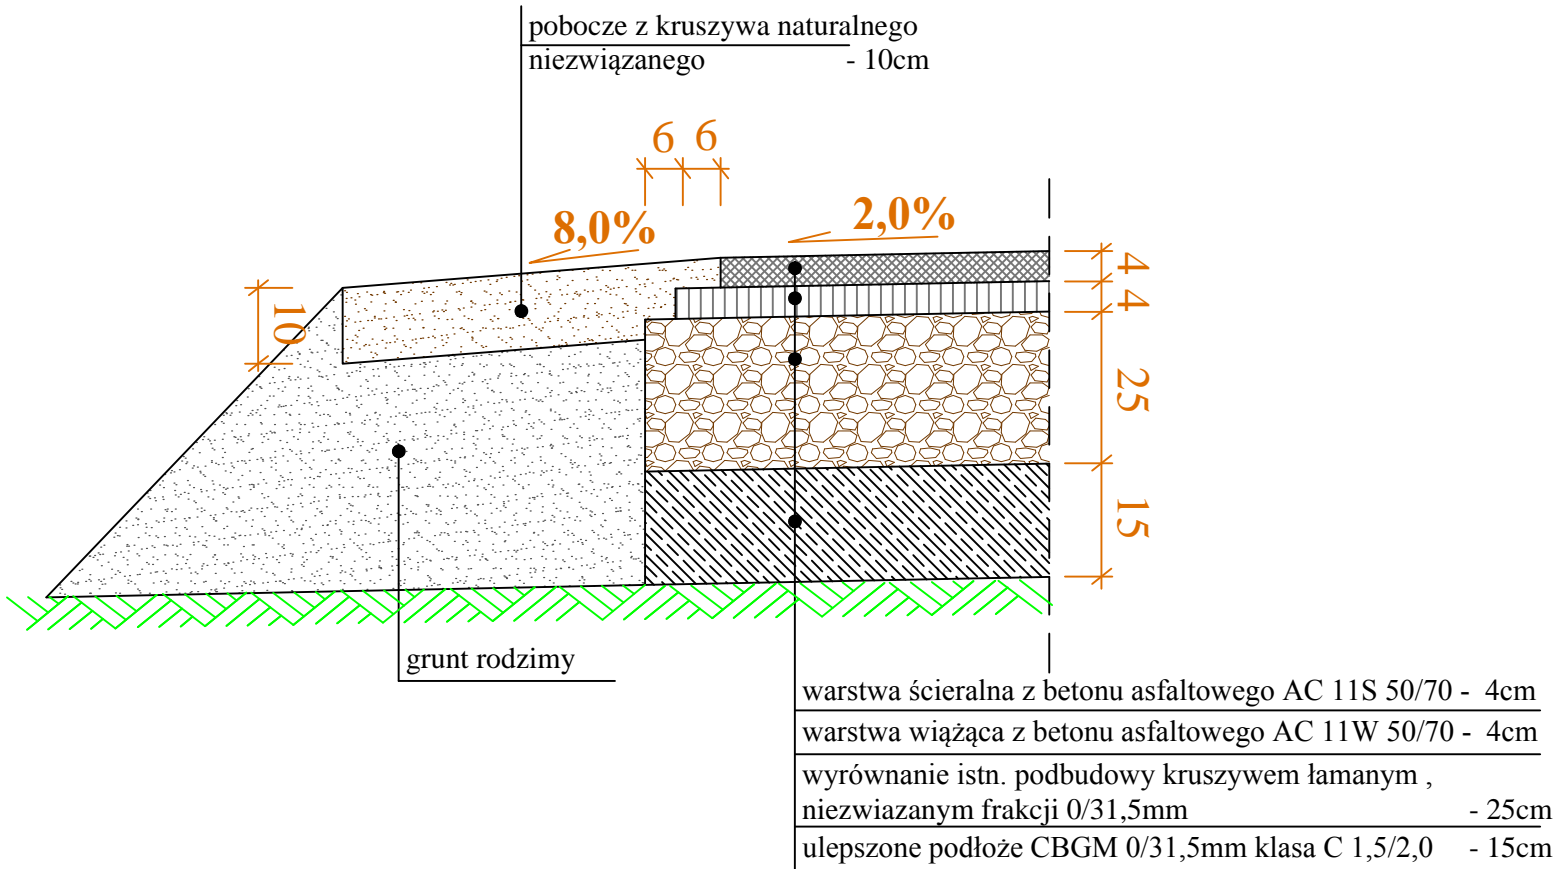 pobocze z kruszywa naturalnego
niezwiązanego - 10cm
6 6
8,0%
2,0%
10
4
4
25
15
grunt rodzimy
warstwa ścieralna z betonu asfaltowego AC 11S 50/70 - 4cm
warstwa wiążąca z betonu asfaltowego AC 11W 50/70 - 4cm
wyrównanie istn. podbudowy kruszywem łamanym ,
niezwiazanym frakcji 0/31,5mm - 25cm
ulepszone podłoże CBGM 0/31,5mm klasa C 1,5/2,0 - 15cm